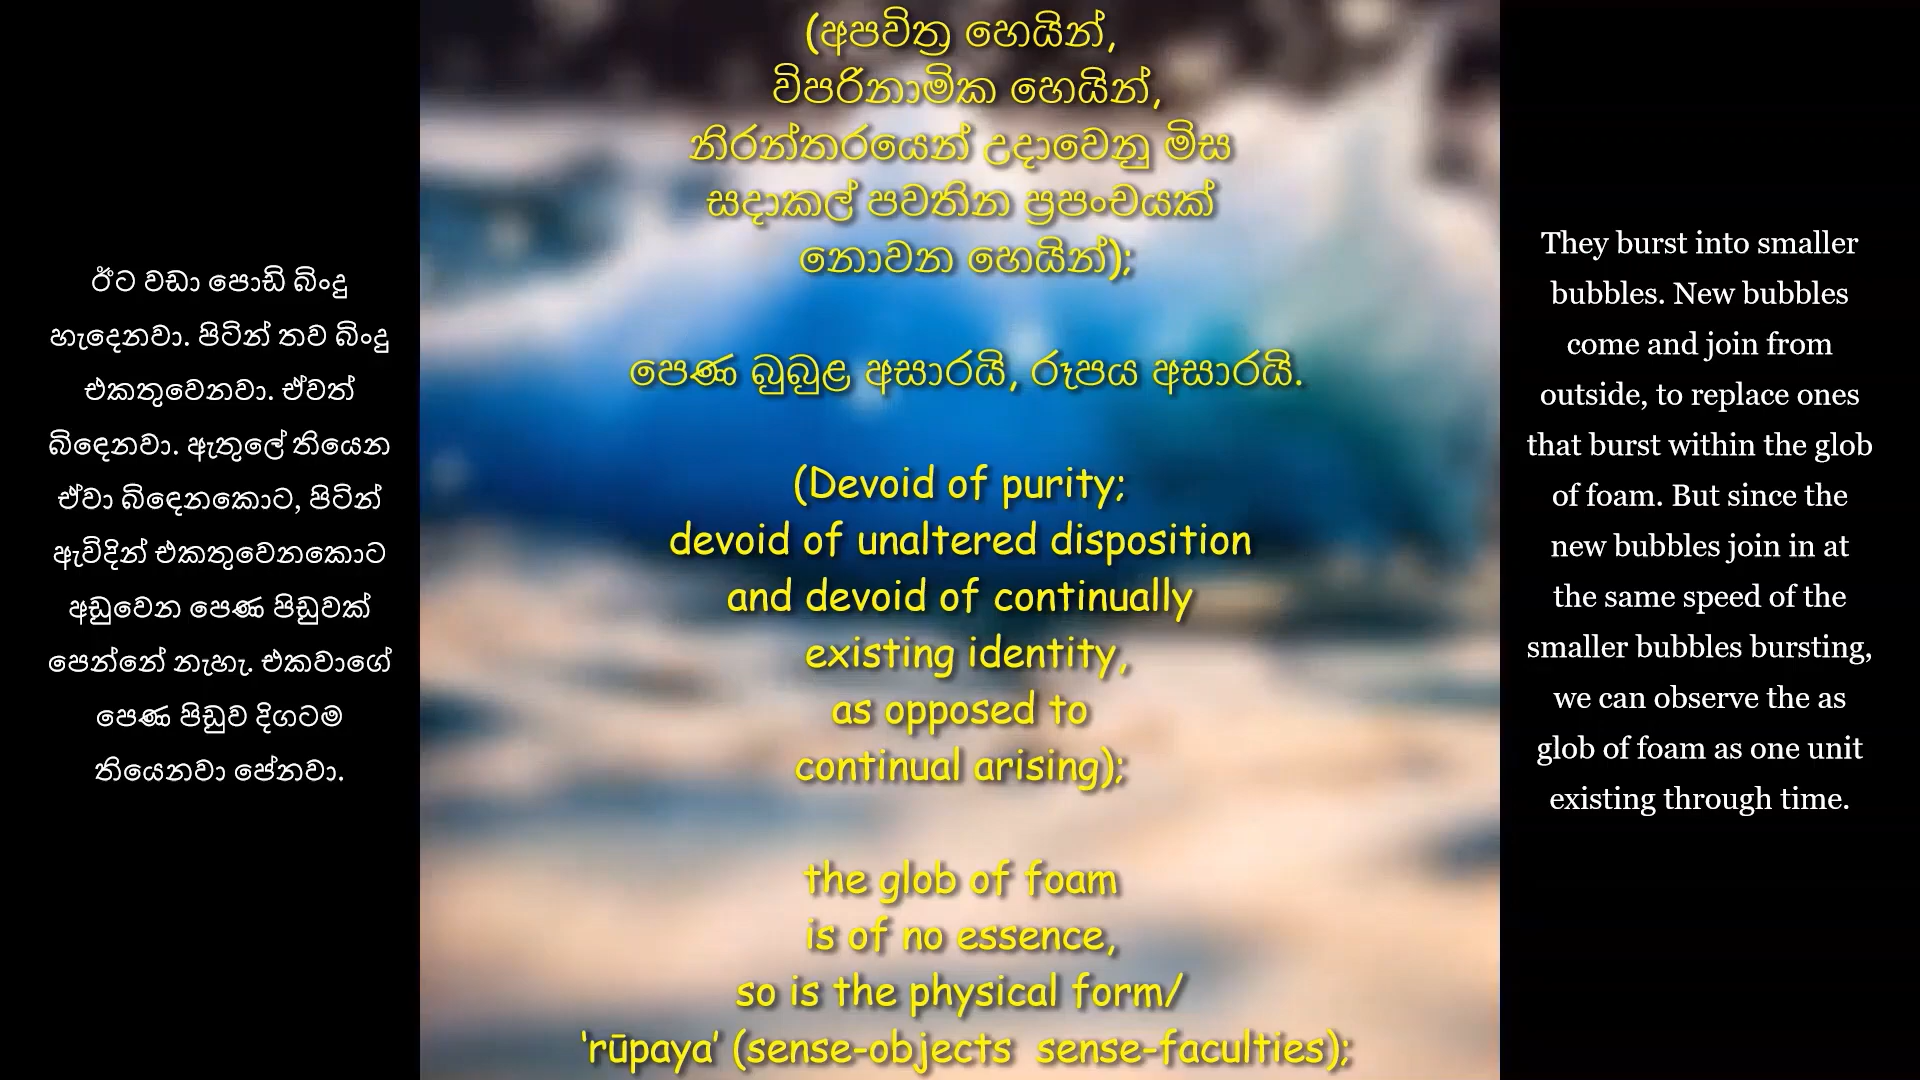 ඊට වඩා පොඩි බිංදු
හැදෙනවා. පිටින් තව බිංදු
එකතුවෙනවා. ඒවත්
බිඳෙනවා. ඇතුලේ තියෙන
ඒවා බිඳෙනකොට, පිටින්
ඇවිදින් එකතුවෙනකොට
අඩුවෙන පෙණ පිඩුවක්
පෙන්නේ නැහැ. එකවාගේ
පෙණ පිඩුව දිගටම
තියෙනවා පේනවා.
(අපවිත්‍ර හෙයින්,
විපරිනාමික හෙයින්,
නිරන්තරයෙන් උදාවෙනු මිස
සදාකල් පවතින ප්‍රපංචයක්
නොවන හෙයින්);
පෙණ බුබුළ අසාරයි, රූපය අසාරයි.
(Devoid of purity;
devoid of unaltered disposition
and devoid of continually
existing identity,
as opposed to
continual arising);
the glob of foam
is of no essence,
so is the physical form/
‘rūpaya’ (sense-objects  sense-faculties);
They burst into smaller
bubbles. New bubbles
come and join from
outside, to replace ones
that burst within the glob
of foam. But since the
new bubbles join in at
the same speed of the
smaller bubbles bursting,
we can observe the as
glob of foam as one unit
existing through time.